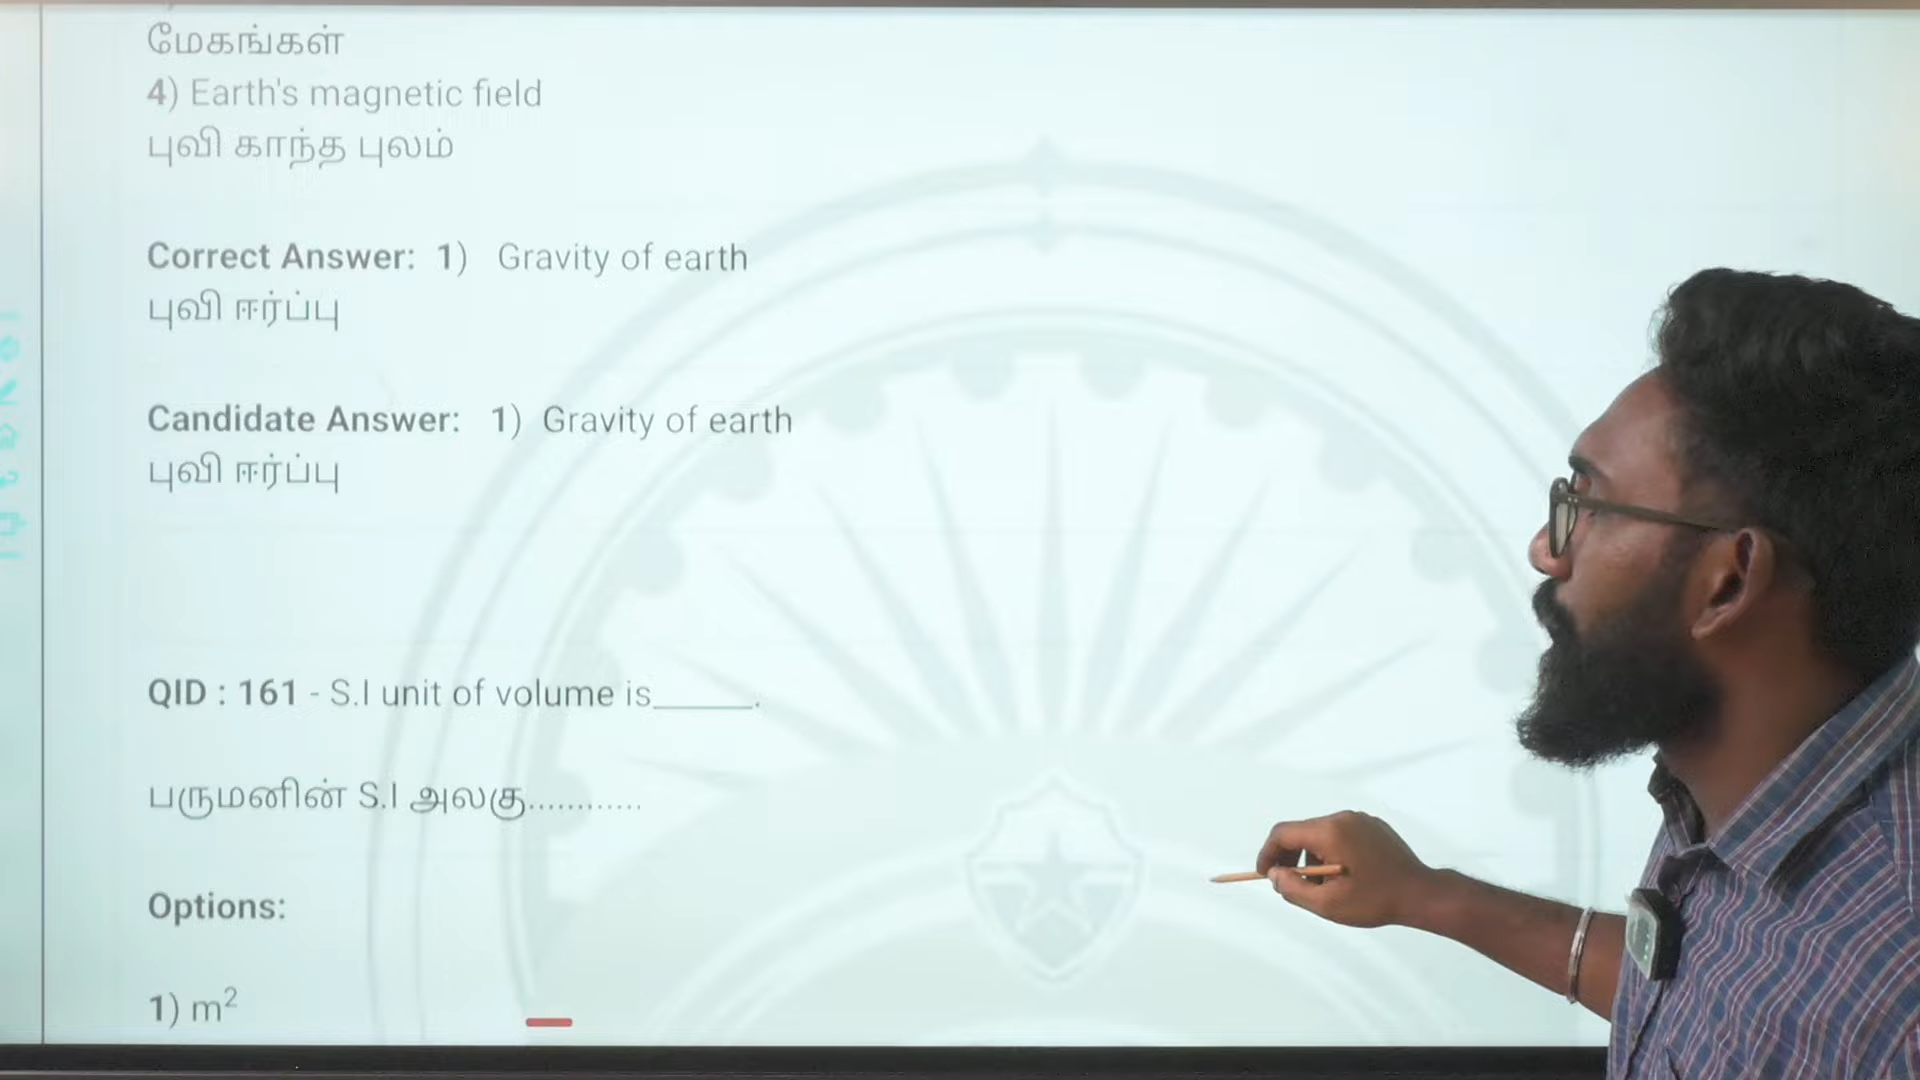 மேகங்கள்
4) Earth's magnetic field
புவி காந்த புலம்
Correct Answer: 1) Gravity of earth
புவி ஈர்ப்பு
Candidate Answer: 1) Gravity of earth
புவி ஈர்ப்பு
QID : 161 - S.I unit of volume is______.
பருமனின் S.I அலகு............
Options:
1) m²